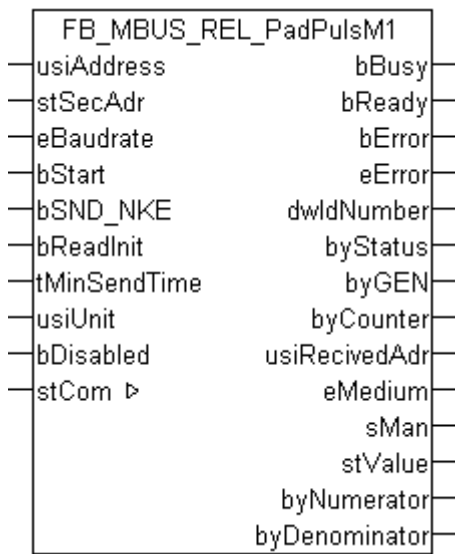 FB_MBUS_REL_PadPulsM1
usiAddress bBusy
stSecAdr bReady
eBaudrate bError
bStart eError
bSND_NKE dwIdNumber
bReadInit byStatus
tMinSendTime byGEN
usiUnit byCounter
bDisabled usiRecivedAdr
stCom ▷ eMedium
sMan
stValue
byNumerator
byDenominator